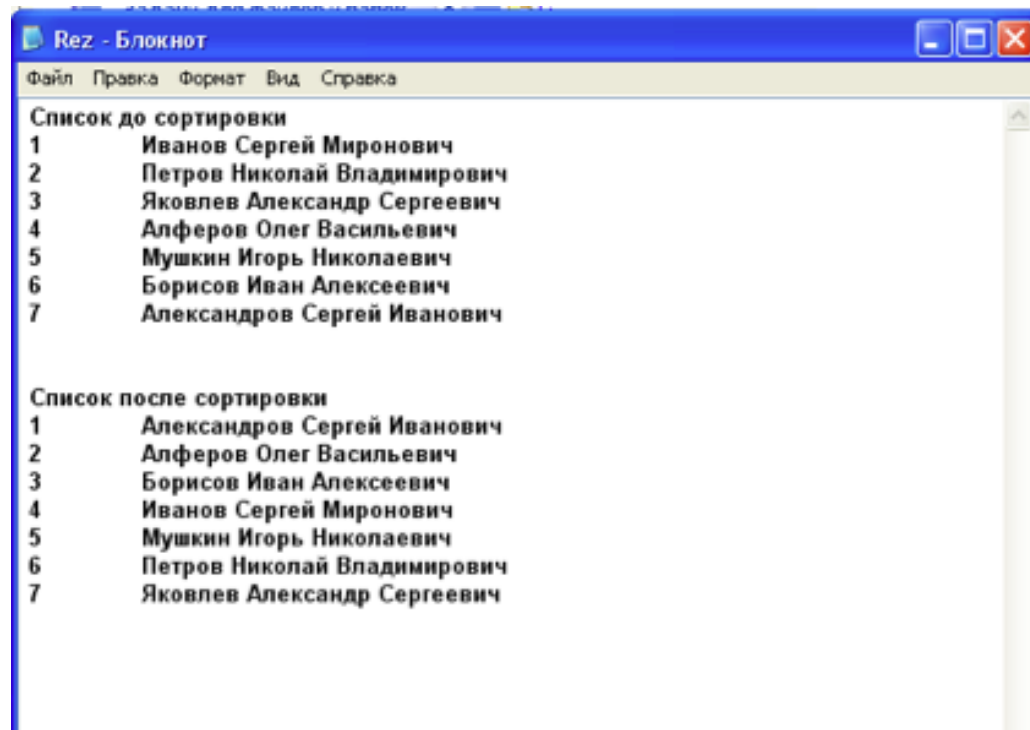 Rez - Блокнот
Файл Правка Формат Вид Справка
Список до сортировки
1 Иванов Сергей Миронович
2 Петров Николай Владимирович
3 Яковлев Александр Сергеевич
4 Алферов Олег Васильевич
5 Мушкин Игорь Николаевич
6 Борисов Иван Алексеевич
7 Александров Сергей Иванович
Список после сортировки
1 Александров Сергей Иванович
2 Алферов Олег Васильевич
3 Борисов Иван Алексеевич
4 Иванов Сергей Миронович
5 Мушкин Игорь Николаевич
6 Петров Николай Владимирович
7 Яковлев Александр Сергеевич